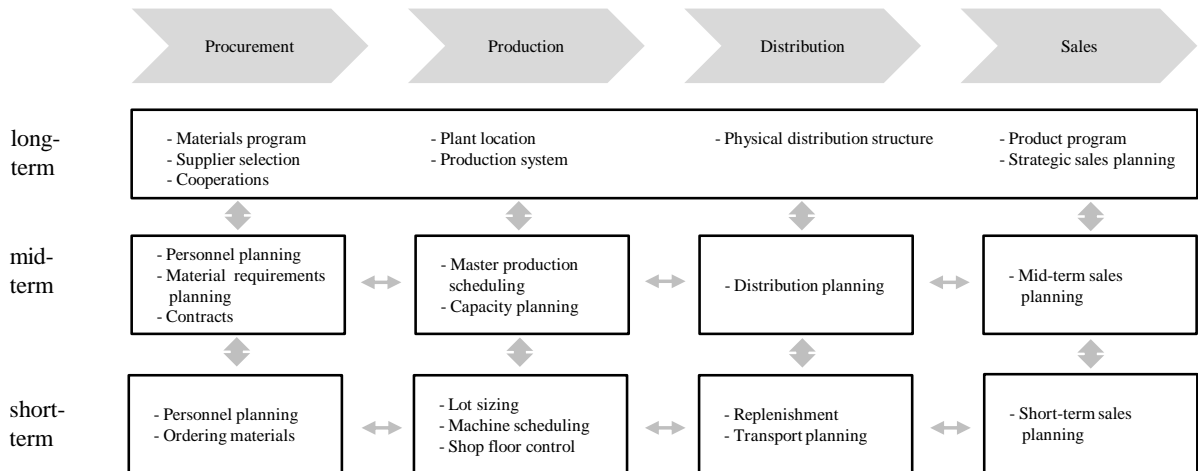 Procurement
Production
Distribution
Sales
long-
term
- Materials program
- Supplier selection
- Cooperations
- Plant location
- Production system
- Physical distribution structure
- Product program
- Strategic sales planning
mid-
term
- Personnel planning
- Material requirements
planning
- Contracts
- Master production
scheduling
- Capacity planning
- Distribution planning
- Mid-term sales
planning
short-
term
- Personnel planning
- Ordering materials
- Lot sizing
- Machine scheduling
- Shop floor control
- Replenishment
- Transport planning
- Short-term sales
planning